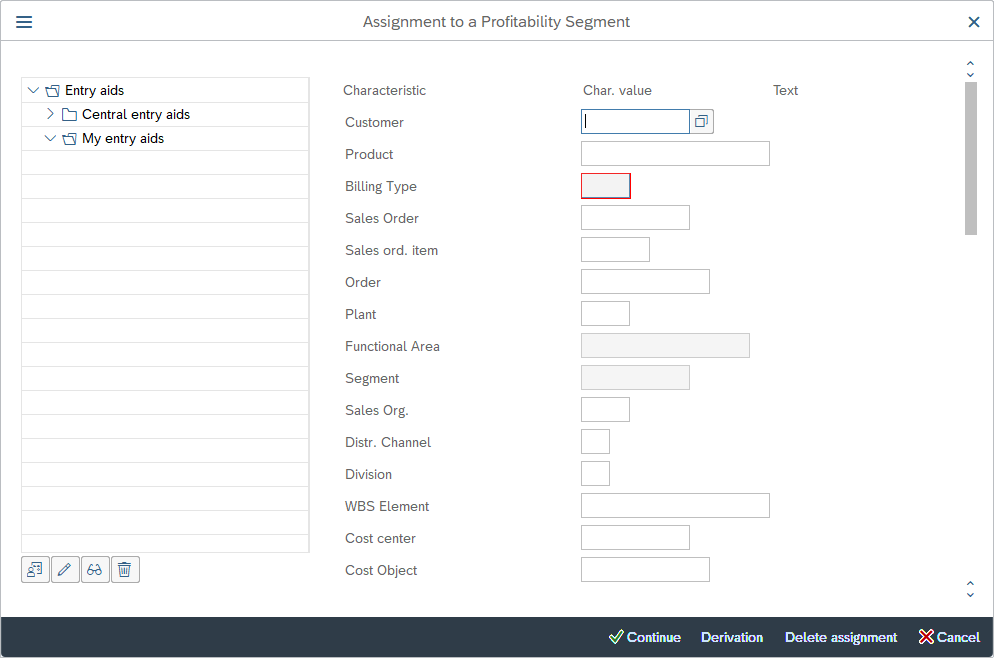 Assignment to a Profitability Segment
Entry aids
Central entry aids
My entry aids
Characteristic Char. value Text
Customer
Product
Billing Type
Sales Order
Sales ord. item
Order
Plant
Functional Area
Segment
Sales Org.
Distr. Channel
Division
WBS Element
Cost center
Cost Object
Continue Derivation Delete assignment Cancel